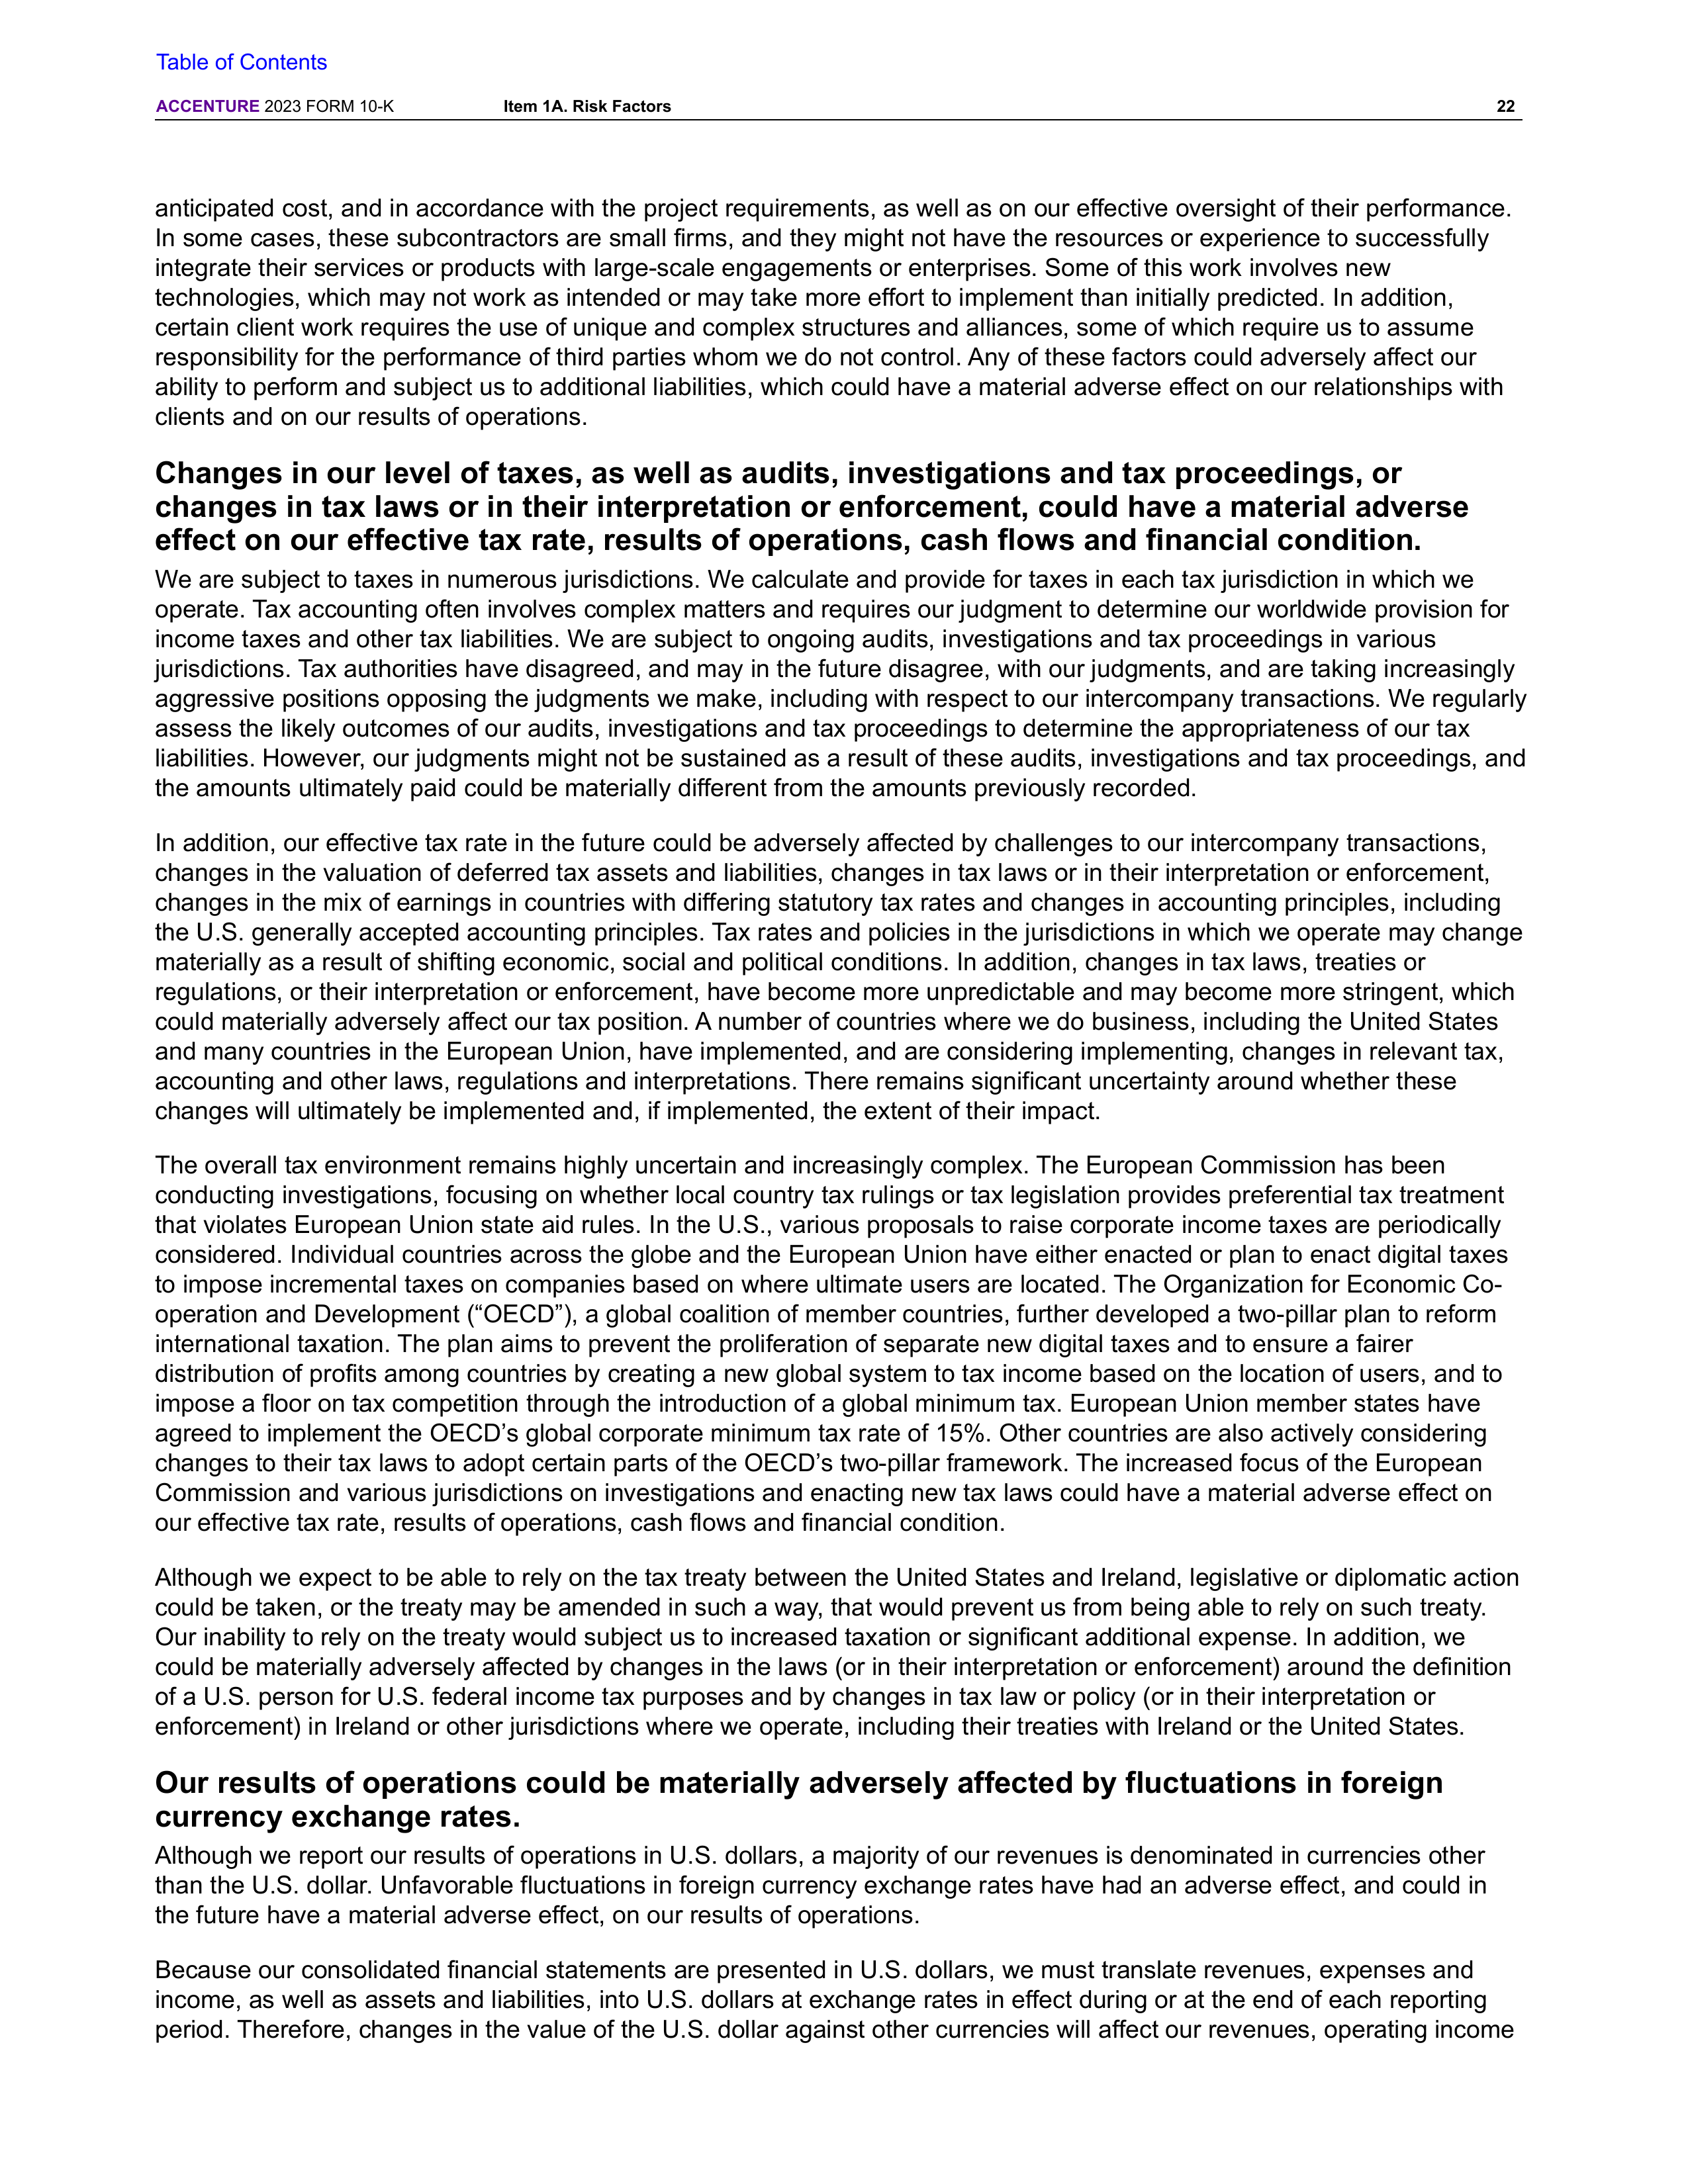 Table of Contents
ACCENTURE 2023 FORM 10-K Item 1A. Risk Factors 22
anticipated cost, and in accordance with the project requirements, as well as on our effective oversight of their performance.
In some cases, these subcontractors are small firms, and they might not have the resources or experience to successfully
integrate their services or products with large-scale engagements or enterprises. Some of this work involves new
technologies, which may not work as intended or may take more effort to implement than initially predicted. In addition,
certain client work requires the use of unique and complex structures and alliances, some of which require us to assume
responsibility for the performance of third parties whom we do not control. Any of these factors could adversely affect our
ability to perform and subject us to additional liabilities, which could have a material adverse effect on our relationships with
clients and on our results of operations.
Changes in our level of taxes, as well as audits, investigations and tax proceedings, or
changes in tax laws or in their interpretation or enforcement, could have a material adverse
effect on our effective tax rate, results of operations, cash flows and financial condition.
We are subject to taxes in numerous jurisdictions. We calculate and provide for taxes in each tax jurisdiction in which we
operate. Tax accounting often involves complex matters and requires our judgment to determine our worldwide provision for
income taxes and other tax liabilities. We are subject to ongoing audits, investigations and tax proceedings in various
jurisdictions. Tax authorities have disagreed, and may in the future disagree, with our judgments, and are taking increasingly
aggressive positions opposing the judgments we make, including with respect to our intercompany transactions. We regularly
assess the likely outcomes of our audits, investigations and tax proceedings to determine the appropriateness of our tax
liabilities. However, our judgments might not be sustained as a result of these audits, investigations and tax proceedings, and
the amounts ultimately paid could be materially different from the amounts previously recorded.
In addition, our effective tax rate in the future could be adversely affected by challenges to our intercompany transactions,
changes in the valuation of deferred tax assets and liabilities, changes in tax laws or in their interpretation or enforcement,
changes in the mix of earnings in countries with differing statutory tax rates and changes in accounting principles, including
the U.S. generally accepted accounting principles. Tax rates and policies in the jurisdictions in which we operate may change
materially as a result of shifting economic, social and political conditions. In addition, changes in tax laws, treaties or
regulations, or their interpretation or enforcement, have become more unpredictable and may become more stringent, which
could materially adversely affect our tax position. A number of countries where we do business, including the United States
and many countries in the European Union, have implemented, and are considering implementing, changes in relevant tax,
accounting and other laws, regulations and interpretations. There remains significant uncertainty around whether these
changes will ultimately be implemented and, if implemented, the extent of their impact.
The overall tax environment remains highly uncertain and increasingly complex. The European Commission has been
conducting investigations, focusing on whether local country tax rulings or tax legislation provides preferential tax treatment
that violates European Union state aid rules. In the U.S., various proposals to raise corporate income taxes are periodically
considered. Individual countries across the globe and the European Union have either enacted or plan to enact digital taxes
to impose incremental taxes on companies based on where ultimate users are located. The Organization for Economic Co-
operation and Development (“OECD”), a global coalition of member countries, further developed a two-pillar plan to reform
international taxation. The plan aims to prevent the proliferation of separate new digital taxes and to ensure a fairer
distribution of profits among countries by creating a new global system to tax income based on the location of users, and to
impose a floor on tax competition through the introduction of a global minimum tax. European Union member states have
agreed to implement the OECD’s global corporate minimum tax rate of 15%. Other countries are also actively considering
changes to their tax laws to adopt certain parts of the OECD’s two-pillar framework. The increased focus of the European
Commission and various jurisdictions on investigations and enacting new tax laws could have a material adverse effect on
our effective tax rate, results of operations, cash flows and financial condition.
Although we expect to be able to rely on the tax treaty between the United States and Ireland, legislative or diplomatic action
could be taken, or the treaty may be amended in such a way, that would prevent us from being able to rely on such treaty.
Our inability to rely on the treaty would subject us to increased taxation or significant additional expense. In addition, we
could be materially adversely affected by changes in the laws (or in their interpretation or enforcement) around the definition
of a U.S. person for U.S. federal income tax purposes and by changes in tax law or policy (or in their interpretation or
enforcement) in Ireland or other jurisdictions where we operate, including their treaties with Ireland or the United States.
Our results of operations could be materially adversely affected by fluctuations in foreign
currency exchange rates.
Although we report our results of operations in U.S. dollars, a majority of our revenues is denominated in currencies other
than the U.S. dollar. Unfavorable fluctuations in foreign currency exchange rates have had an adverse effect, and could in
the future have a material adverse effect, on our results of operations.
Because our consolidated financial statements are presented in U.S. dollars, we must translate revenues, expenses and
income, as well as assets and liabilities, into U.S. dollars at exchange rates in effect during or at the end of each reporting
period. Therefore, changes in the value of the U.S. dollar against other currencies will affect our revenues, operating income